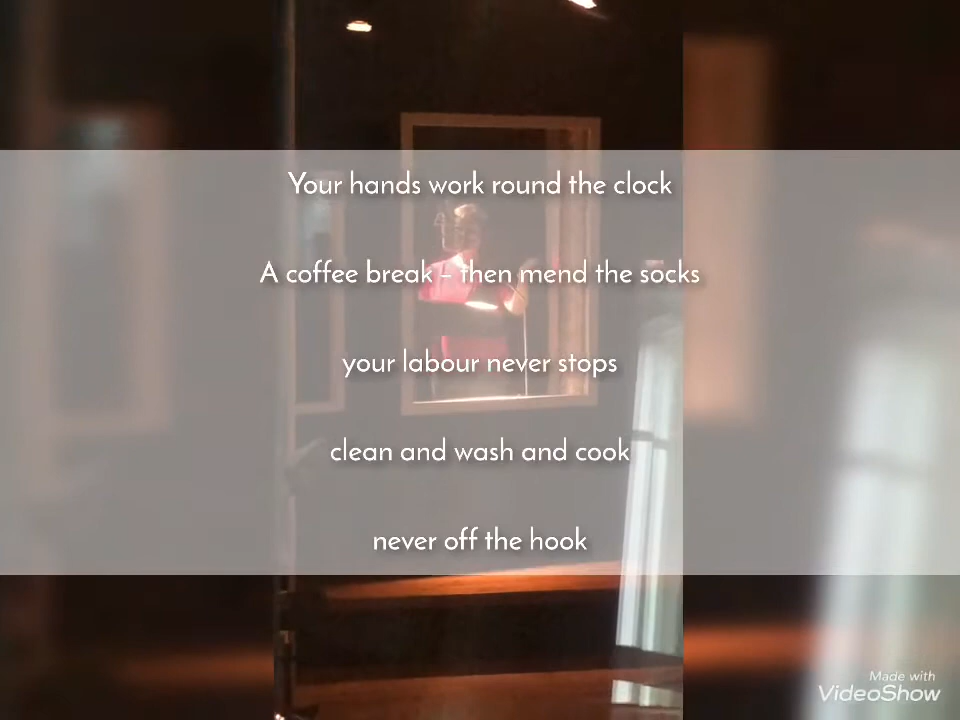 Your hands work round the clock
A coffee break – then mend the socks
your labour never stops
clean and wash and cook
never off the hook
Made with
VideoShow